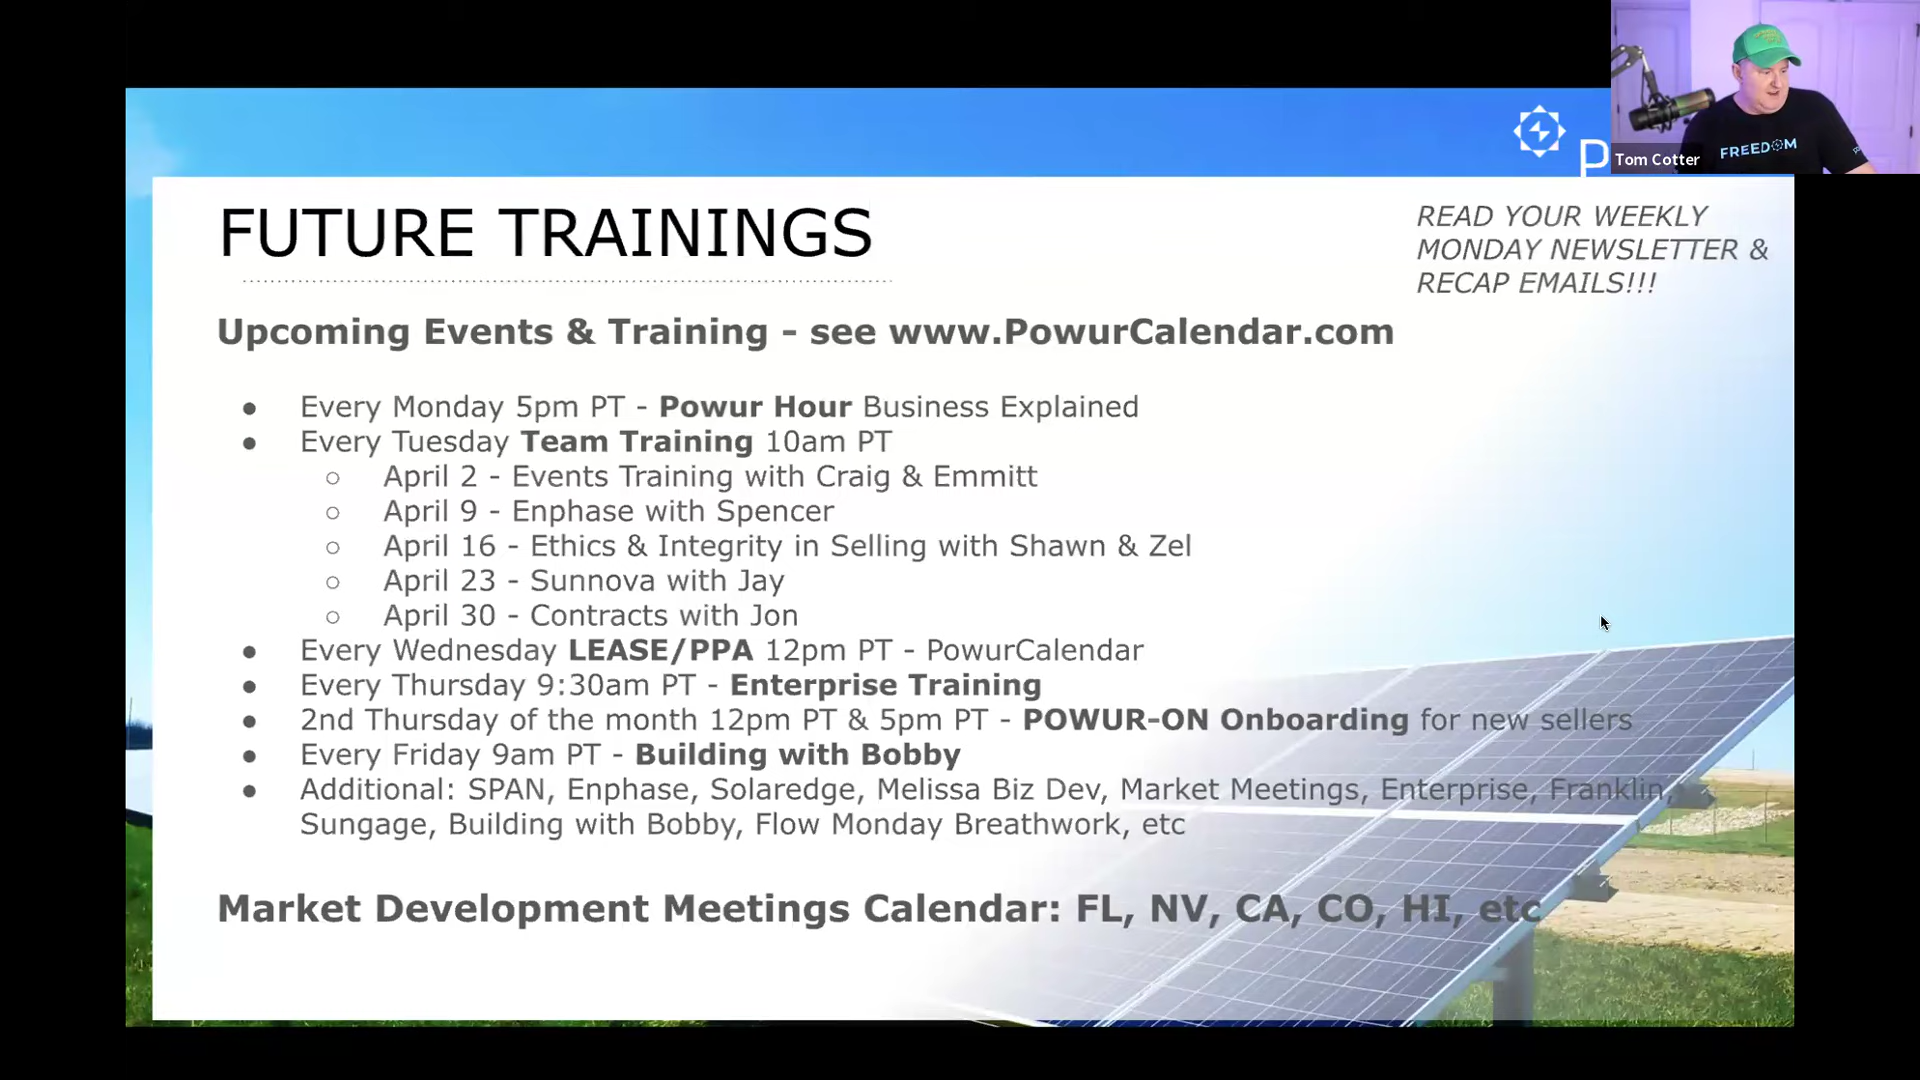 P
Tom Cotter
FREEDOM
FUTURE TRAININGS
READ YOUR WEEKLY
MONDAY NEWSLETTER &
RECAP EMAILS!!!
Upcoming Events & Training - see www.PowurCalendar.com
● Every Monday 5pm PT - Powur Hour Business Explained
● Every Tuesday Team Training 10am PT
○ April 2 - Events Training with Craig & Emmitt
○ April 9 - Enphase with Spencer
○ April 16 - Ethics & Integrity in Selling with Shawn & Zel
○ April 23 - Sunnova with Jay
○ April 30 - Contracts with Jon
● Every Wednesday LEASE/PPA 12pm PT - PowurCalendar
● Every Thursday 9:30am PT - Enterprise Training
● 2nd Thursday of the month 12pm PT & 5pm PT - POWUR-ON Onboarding for new sellers
● Every Friday 9am PT - Building with Bobby
● Additional: SPAN, Enphase, Solaredge, Melissa Biz Dev, Market Meetings, Enterprise, Franklin,
Sungage, Building with Bobby, Flow Monday Breathwork, etc
Market Development Meetings Calendar: FL, NV, CA, CO, HI, etc